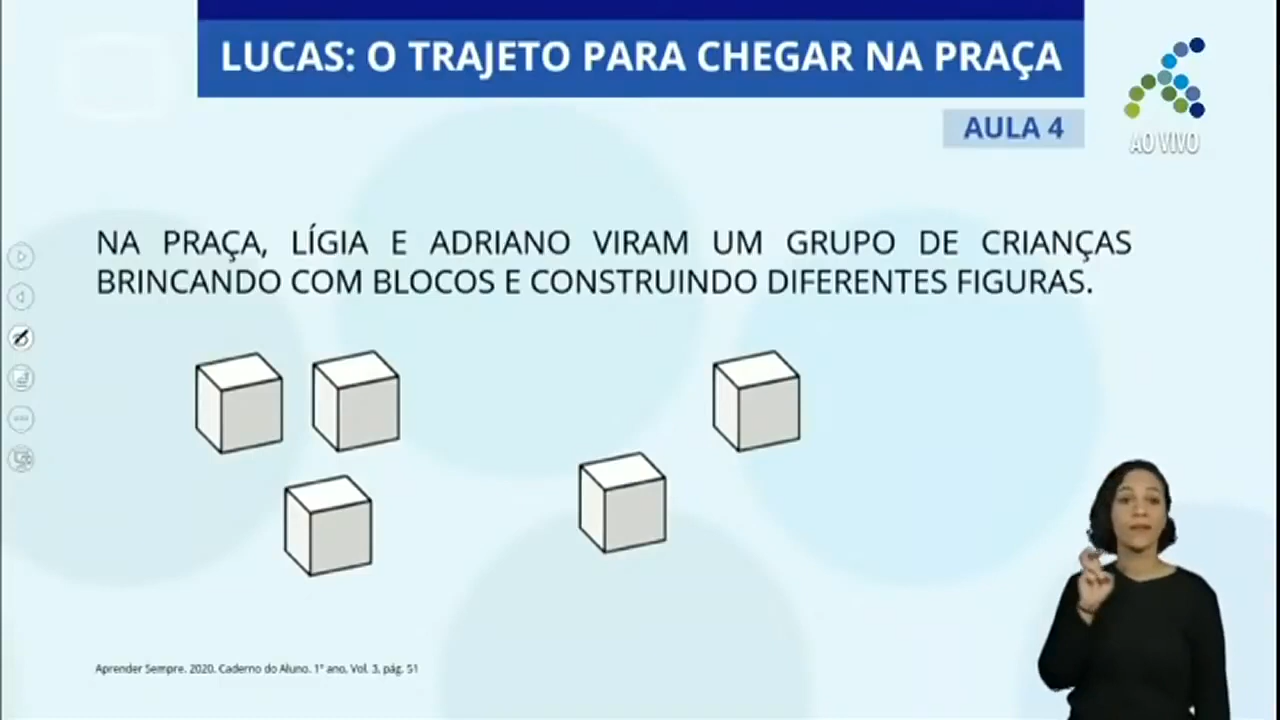 LUCAS: O TRAJETO PARA CHEGAR NA PRAÇA
AULA 4
AO VIVO
NA PRAÇA, LÍGIA E ADRIANO VIRAM UM GRUPO DE CRIANÇAS
BRINCANDO COM BLOCOS E CONSTRUINDO DIFERENTES FIGURAS.
Aprender Sempre. 2020. Caderno do Aluno. 1° ano. Vol. 3, pág. 51